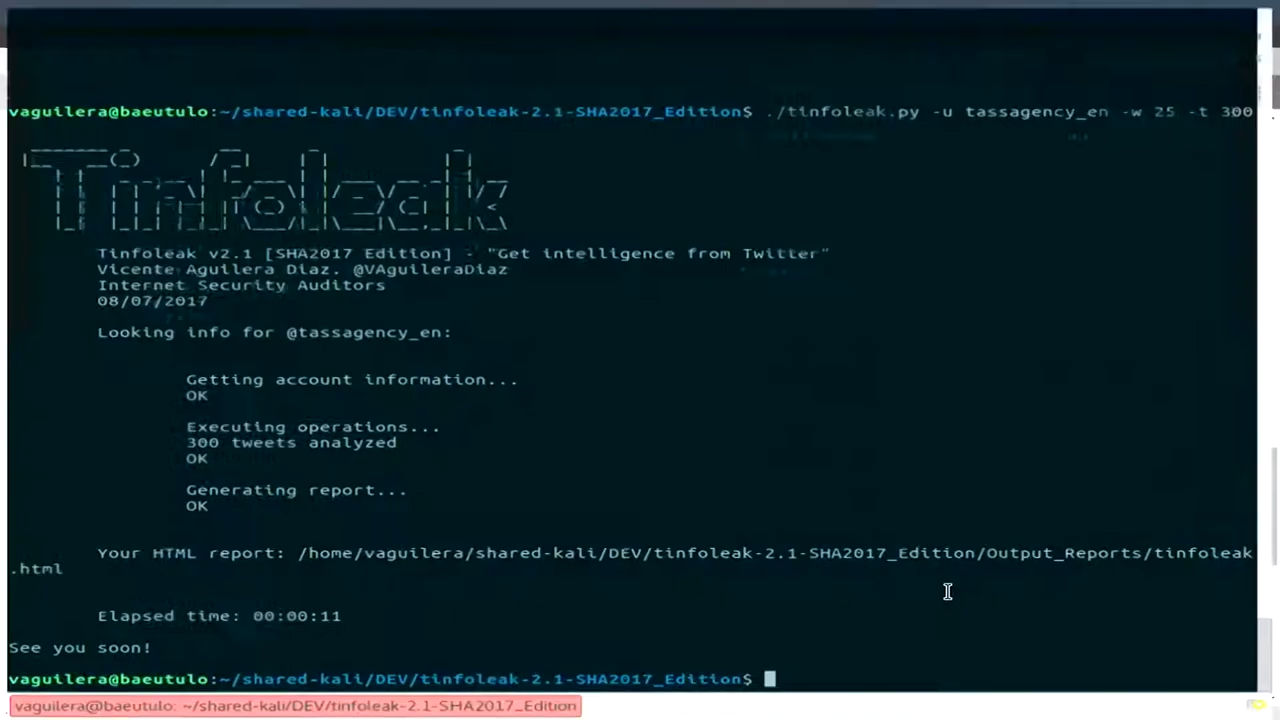 vaguilera@baeutulo:~/shared-kali/DEV/tinfoleak-2.1-SHA2017_Edition$ ./tinfoleak.py -u tassagency_en -w 25 -t 300
Tinfoleak
Tinfoleak v2.1 [SHA2017 Edition] - "Get intelligence from Twitter"
Vicente Aguilera Diaz. @VAguileraDiaz
Internet Security Auditors
08/07/2017
Looking info for @tassagency_en:
Getting account information...
OK
Executing operations...
300 tweets analyzed
OK
Generating report...
OK
Your HTML report: /home/vaguilera/shared-kali/DEV/tinfoleak-2.1-SHA2017_Edition/Output_Reports/tinfoleak
.html
Elapsed time: 00:00:11
See you soon!
vaguilera@baeutulo:~/shared-kali/DEV/tinfoleak-2.1-SHA2017_Edition$
vaguilera@baeutulo: ~/shared-kali/DEV/tinfoleak-2.1-SHA2017_Edition